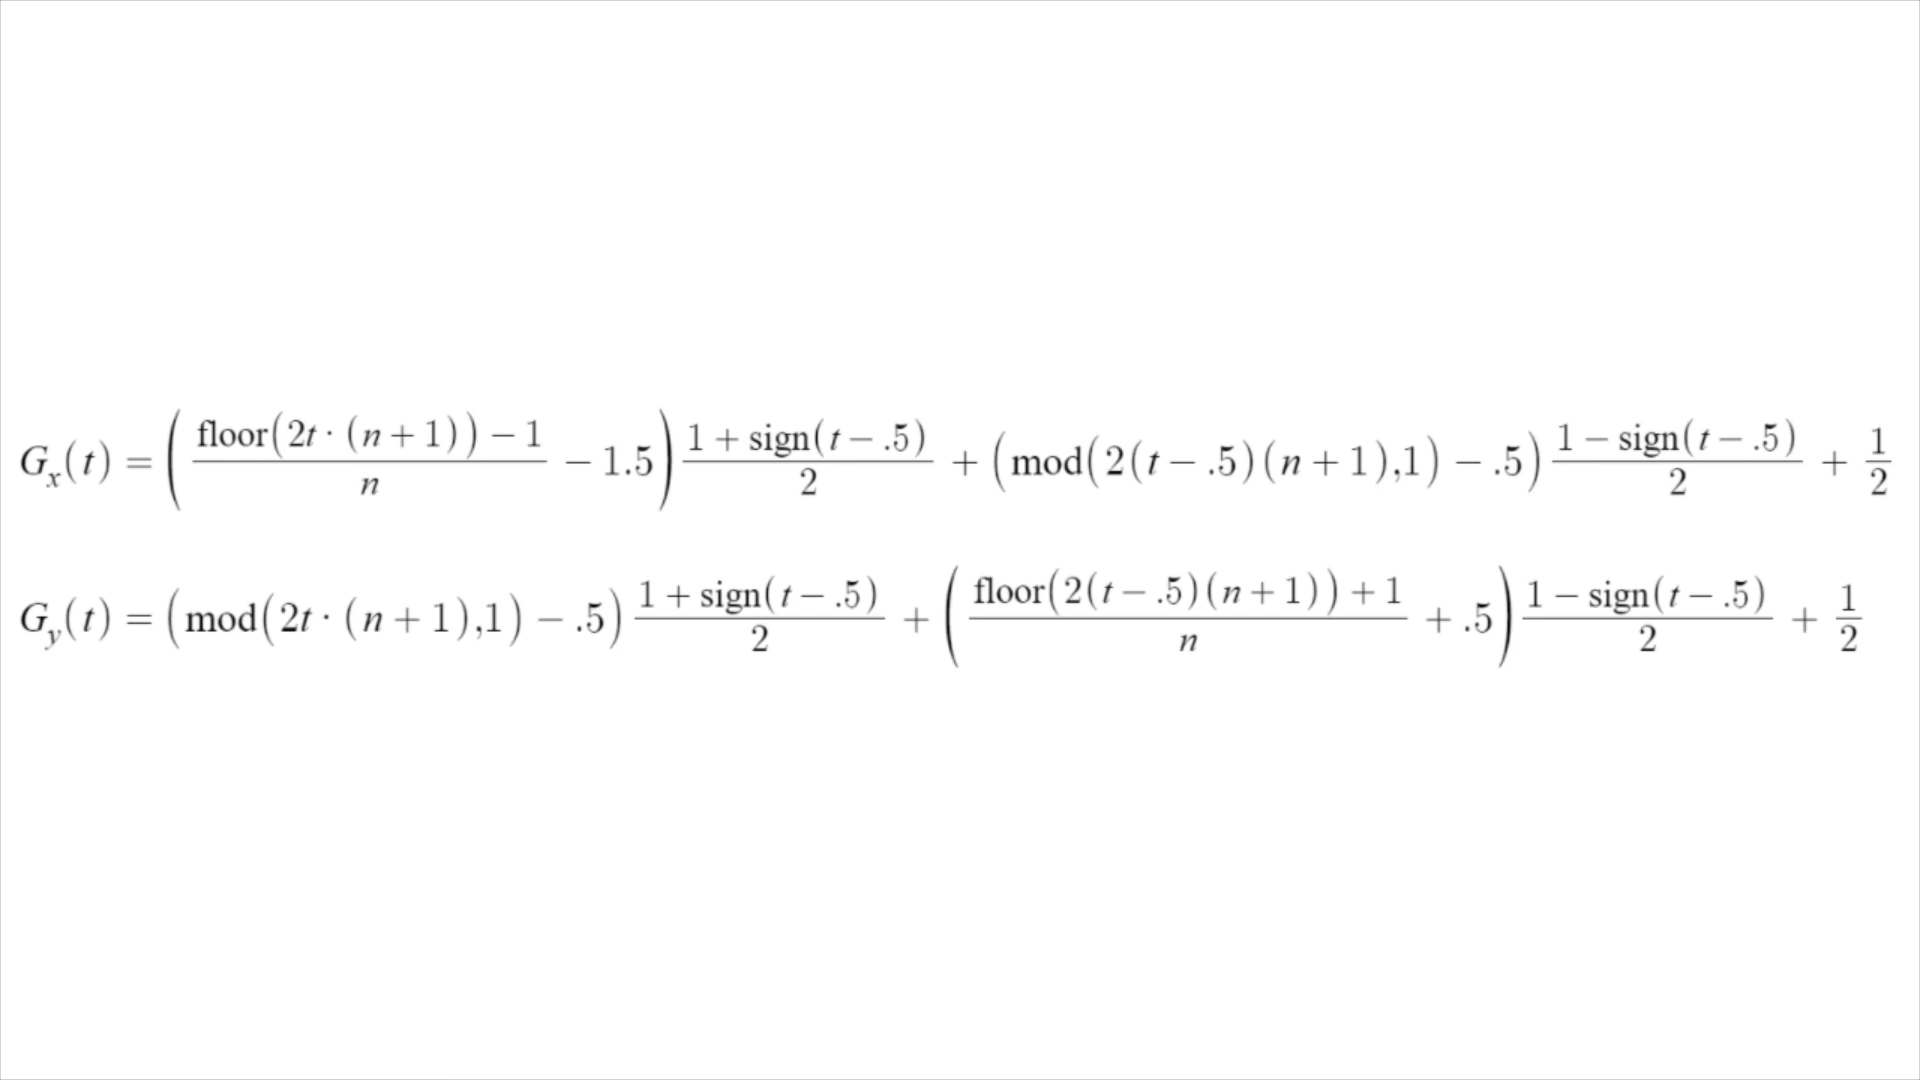 G_x(t) = ( (floor(2t · (n + 1)) − 1)/n − 1.5 ) (1 + sign(t − .5))/2 + (mod(2(t − .5)(n + 1),1) − .5) (1 − sign(t − .5))/2 + 1/2
G_y(t) = (mod(2t · (n + 1),1) − .5) (1 + sign(t − .5))/2 + ( (floor(2(t − .5)(n + 1)) + 1)/n + .5 ) (1 − sign(t − .5))/2 + 1/2